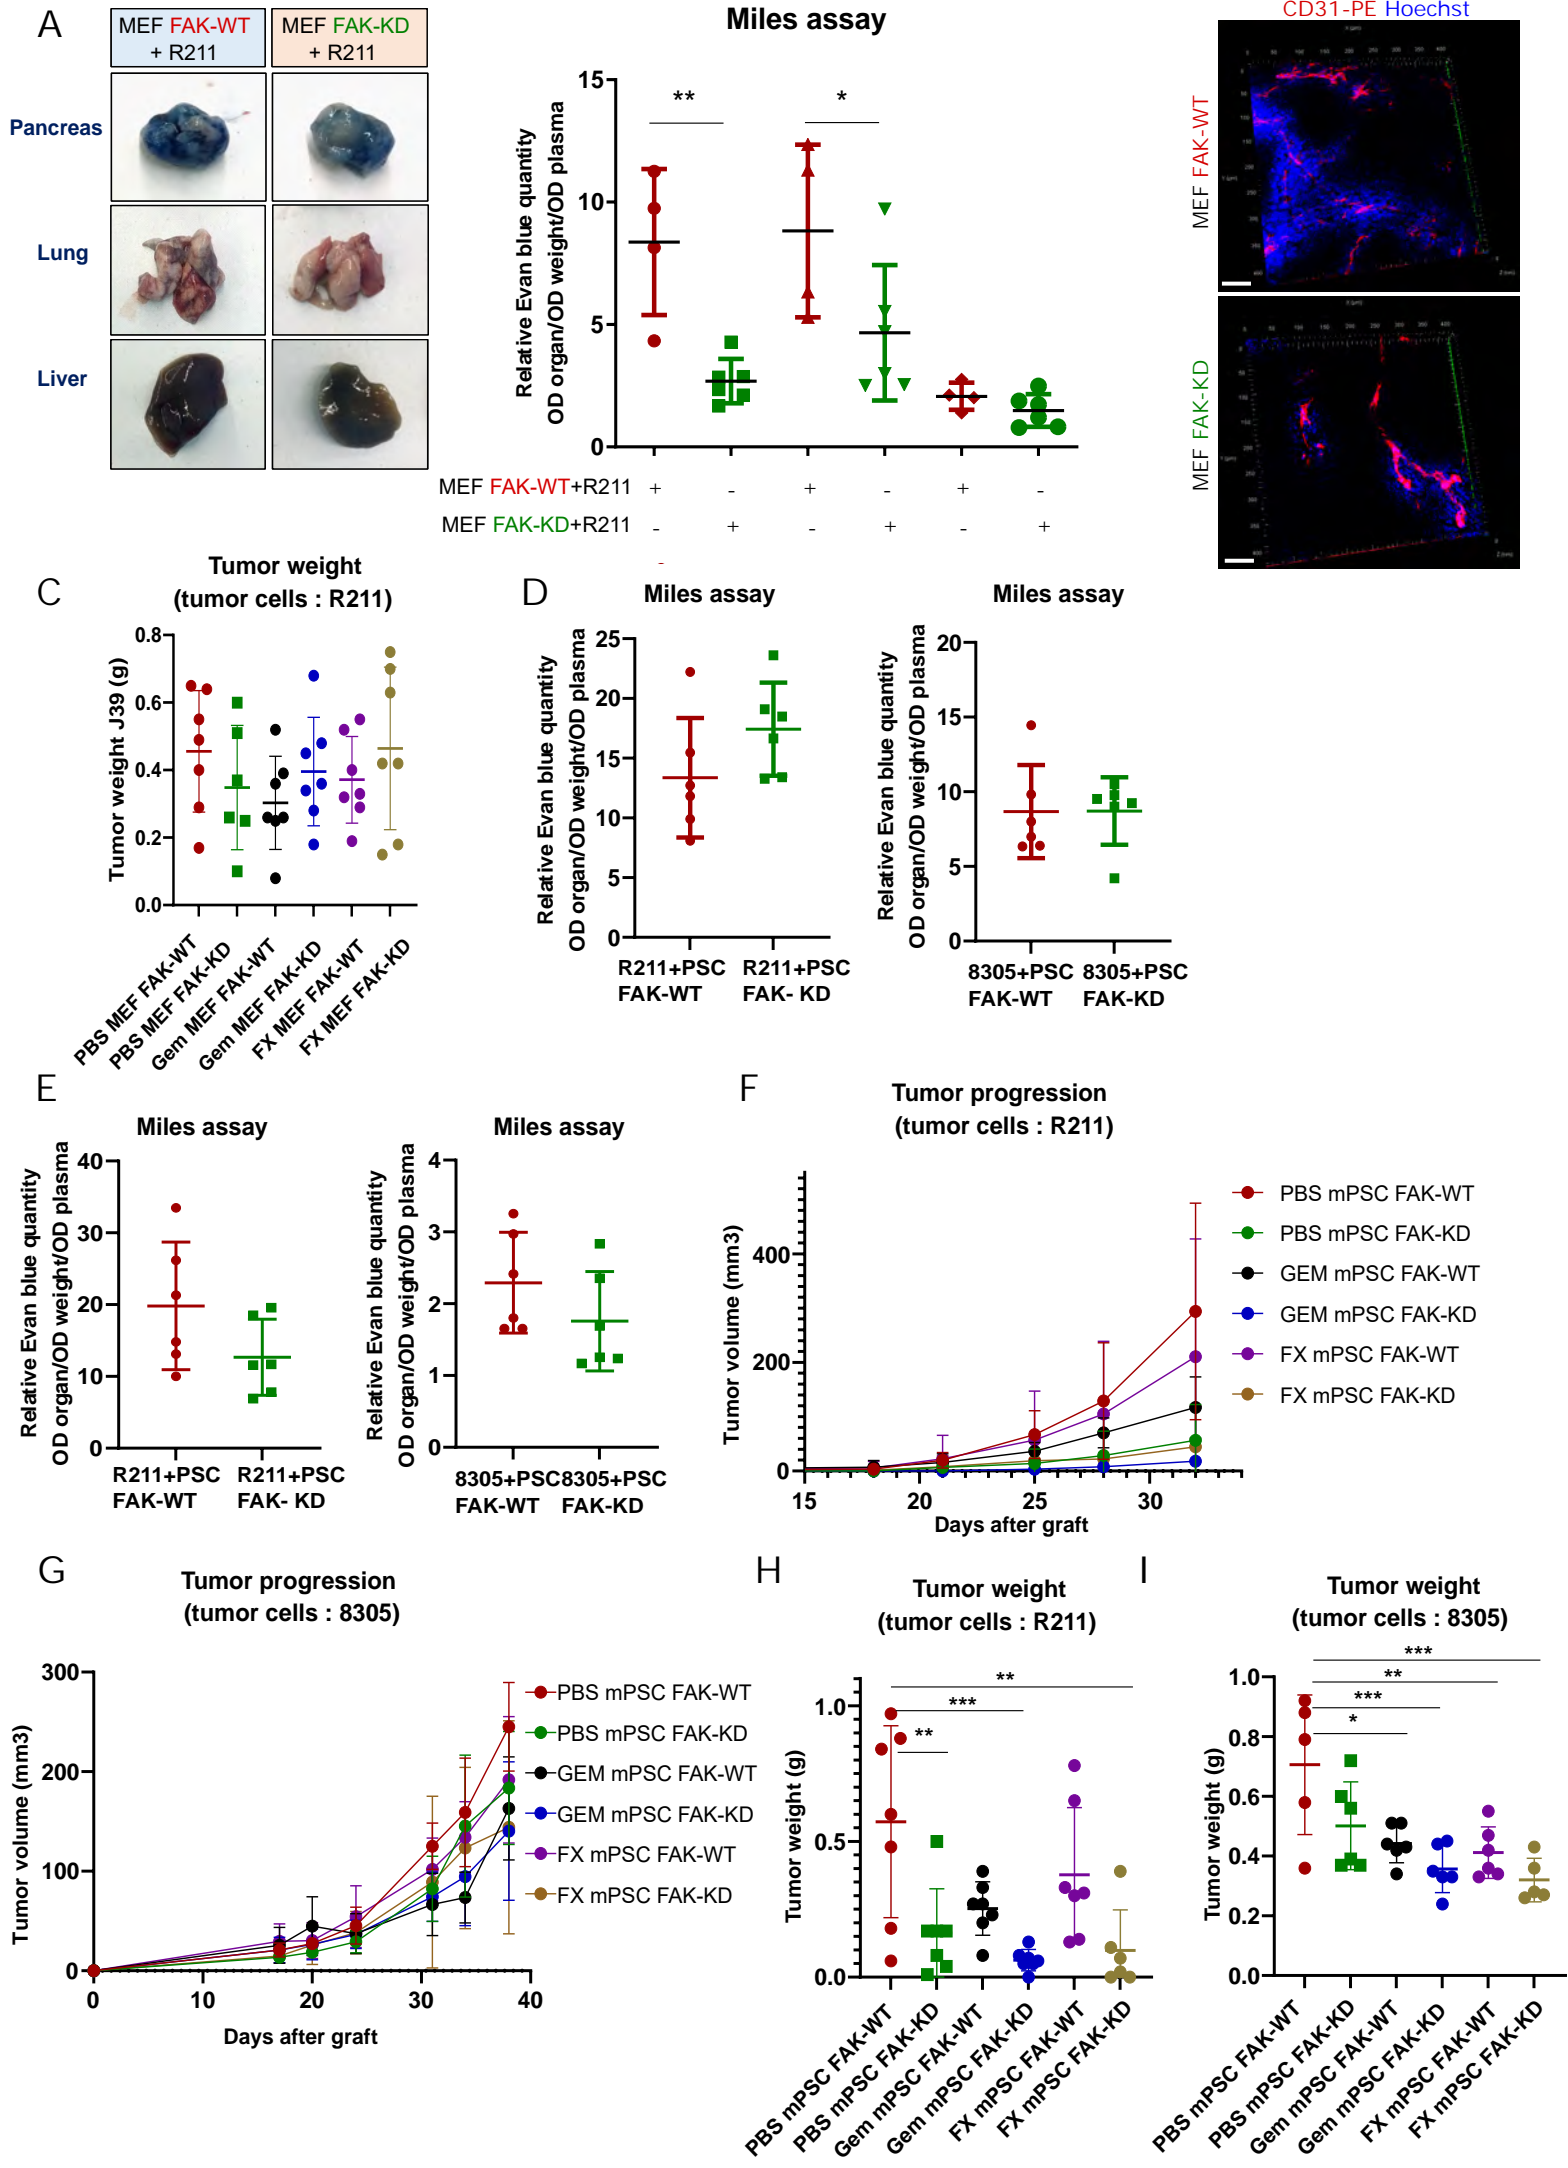 A
MEF FAK-WT
+ R211
MEF FAK-KD
+ R211
Pancreas
Lung
Liver
Miles assay
Relative Evan blue quantity
OD organ/OD weight/OD plasma
15
10
5
0
**
*
MEF FAK-WT+R211 + - + - + -
MEF FAK-KD+R211 - + - + - +
CD31-PE Hoechst
MEF FAK-WT
MEF FAK-KD
C
Tumor weight
(tumor cells : R211)
Tumor weight J39 (g)
0.8
0.6
0.4
0.2
0.0
PBS MEF FAK-WT
PBS MEF FAK-KD
Gem MEF FAK-WT
Gem MEF FAK-KD
FX MEF FAK-WT
FX MEF FAK-KD
D
Miles assay
Relative Evan blue quantity
OD organ/OD weight/OD plasma
25
20
15
10
5
0
R211+PSC
FAK-WT
R211+PSC
FAK- KD
Miles assay
Relative Evan blue quantity
OD organ/OD weight/OD plasma
20
15
10
5
0
8305+PSC
FAK-WT
8305+PSC
FAK-KD
E
Miles assay
Relative Evan blue quantity
OD organ/OD weight/OD plasma
40
30
20
10
0
R211+PSC
FAK-WT
R211+PSC
FAK- KD
Miles assay
Relative Evan blue quantity
OD organ/OD weight/OD plasma
4
3
2
1
0
8305+PSC
FAK-WT
8305+PSC
FAK-KD
F
Tumor progression
(tumor cells : R211)
Tumor volume (mm3)
400
200
0
15 20 25 30
Days after graft
PBS mPSC FAK-WT
PBS mPSC FAK-KD
GEM mPSC FAK-WT
GEM mPSC FAK-KD
FX mPSC FAK-WT
FX mPSC FAK-KD
G
Tumor progression
(tumor cells : 8305)
Tumor volume (mm3)
300
200
100
0
0 10 20 30 40
Days after graft
PBS mPSC FAK-WT
PBS mPSC FAK-KD
GEM mPSC FAK-WT
GEM mPSC FAK-KD
FX mPSC FAK-WT
FX mPSC FAK-KD
H
Tumor weight
(tumor cells : R211)
Tumor weight (g)
1.0
0.5
0.0
**
***
**
PBS mPSC FAK-WT
PBS mPSC FAK-KD
Gem mPSC FAK-WT
Gem mPSC FAK-KD
FX mPSC FAK-WT
FX mPSC FAK-KD
I
Tumor weight
(tumor cells : 8305)
Tumor weight (g)
1.0
0.8
0.6
0.4
0.2
0.0
***
**
***
*
PBS mPSC FAK-WT
PBS mPSC FAK-KD
Gem mPSC FAK-WT
Gem mPSC FAK-KD
FX mPSC FAK-WT
FX mPSC FAK-KD